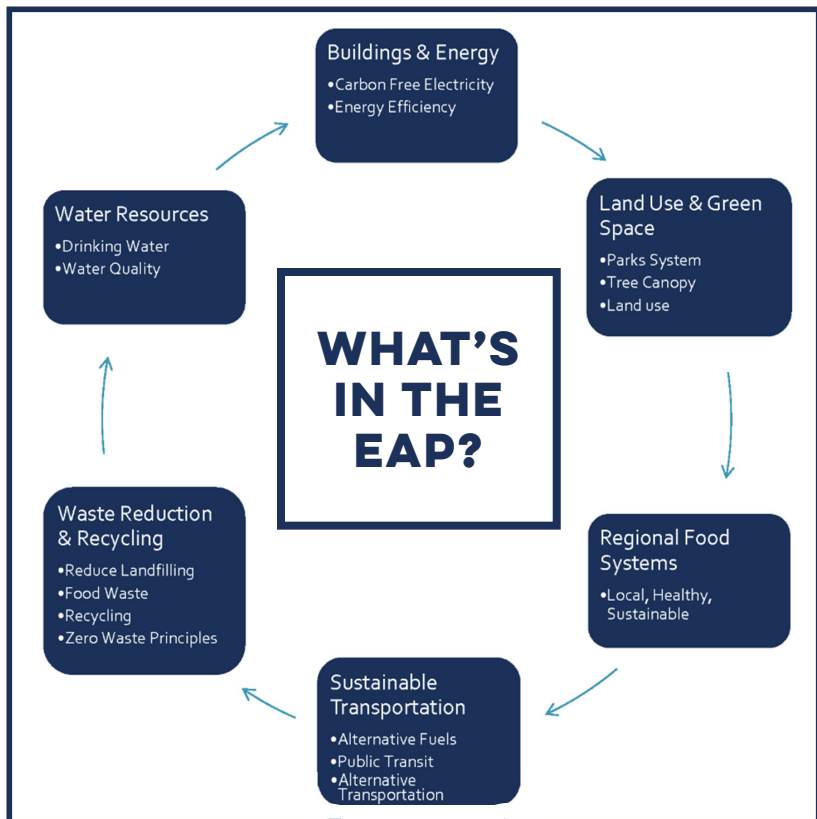 Buildings & Energy
•Carbon Free Electricity
•Energy Efficiency
Land Use & Green
Space
•Parks System
•Tree Canopy
•Land use
Regional Food
Systems
•Local, Healthy,
Sustainable
Sustainable
Transportation
•Alternative Fuels
•Public Transit
•Alternative
Transportation
Waste Reduction
& Recycling
•Reduce Landfilling
•Food Waste
•Recycling
•Zero Waste Principles
Water Resources
•Drinking Water
•Water Quality
WHAT'S
IN THE
EAP?